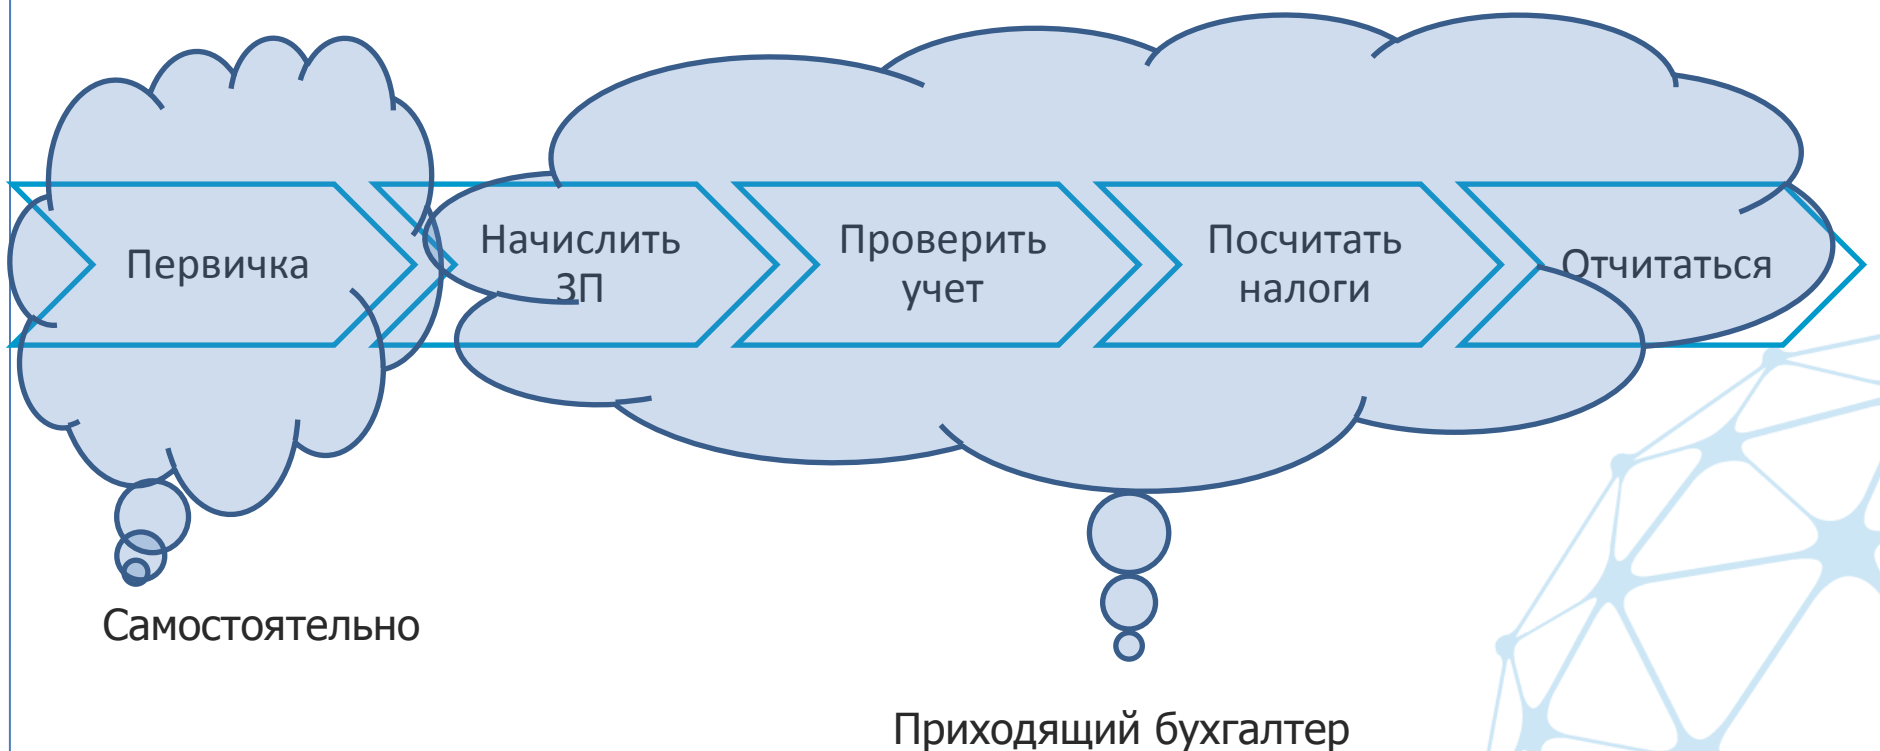 Первичка
Начислить
ЗП
Проверить
учет
Посчитать
налоги
Отчитаться
Самостоятельно
Приходящий бухгалтер